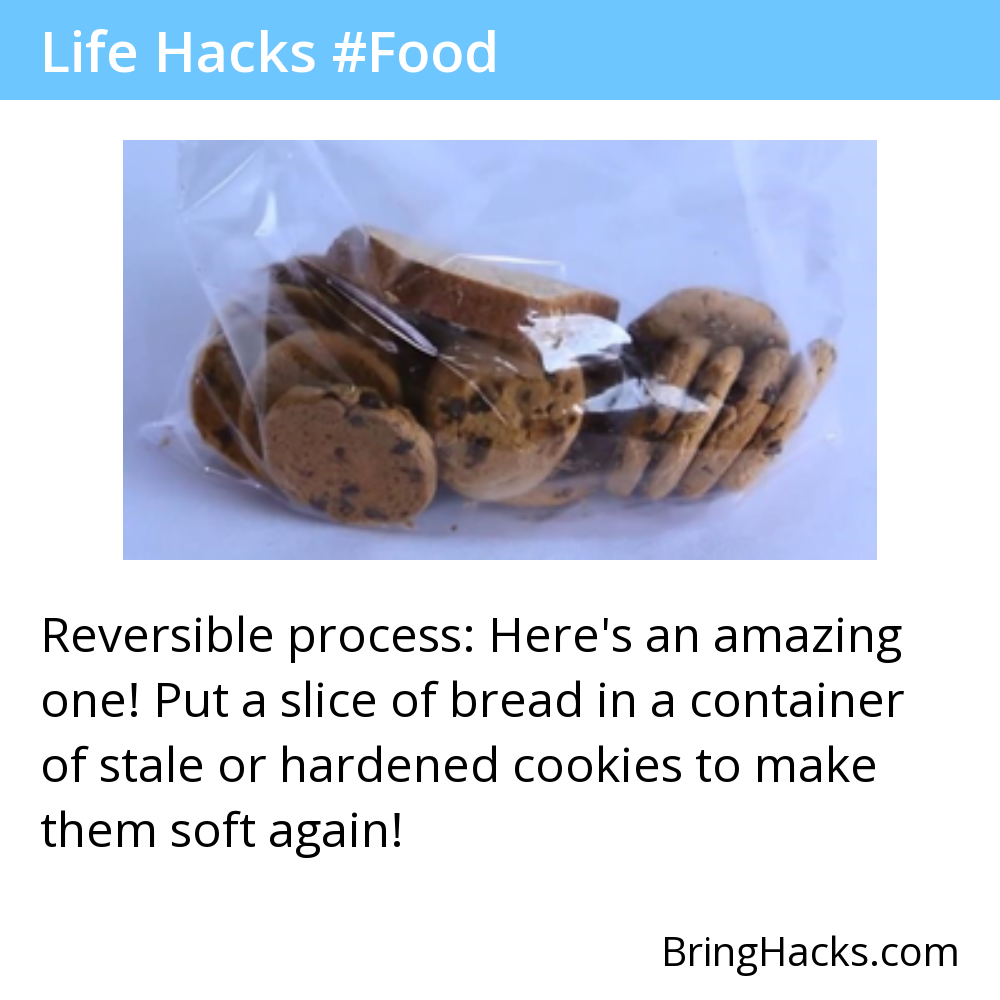 Life Hacks #Food
Reversible process: Here's an amazing
one! Put a slice of bread in a container
of stale or hardened cookies to make
them soft again!
BringHacks.com